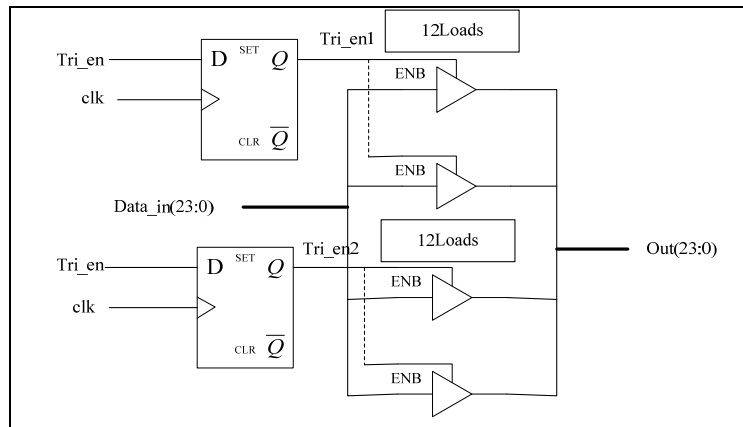 12Loads
Tri_en1
Tri_en
D
SET
Q
ENB
clk
CLR
Q
ENB
Data_in(23:0)
12Loads
Tri_en2
Out(23:0)
Tri_en
D
SET
Q
ENB
clk
CLR
Q
ENB